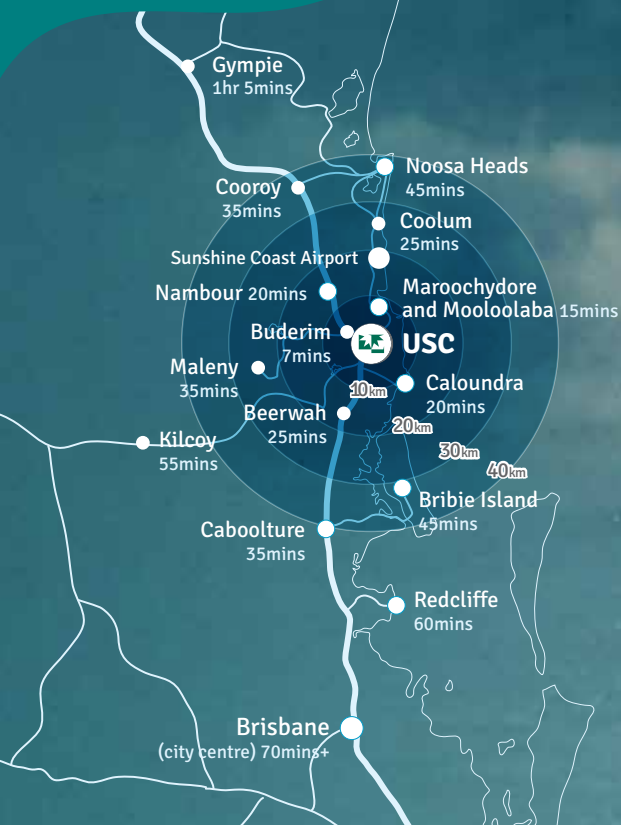 Gympie
1hr 5mins
Noosa Heads
45mins
Cooroy
35mins
Coolum
25mins
Sunshine Coast Airport
Nambour 20mins
Maroochydore
and Mooloolaba 15mins
Buderim
7mins
USC
Maleny
35mins
10km
Caloundra
20mins
Beerwah
25mins
20km
Kilcoy
55mins
30km
40km
Bribie Island
45mins
Caboolture
35mins
Redcliffe
60mins
Brisbane
(city centre) 70mins+